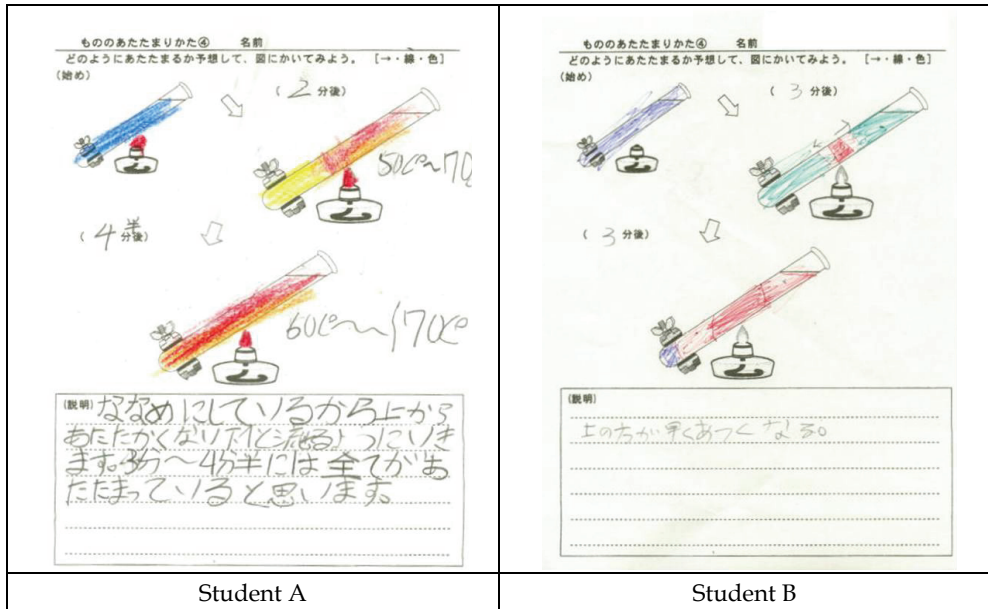 もののあたたまりかた④ 名前
どのようにあたたまるか予想して、図にかいてみよう。 [→・線・色]
(始め)
( 2 分後)
50℃〜70
( 4半 分後)
60℃〜170℃
(説明) ななめにしているから上から
あたたかくなり下に流れるようにいき
ます。3分〜4分半には全てがあ
たたまっていると思います。
Student A
もののあたたまりかた④ 名前
どのようにあたたまるか予想して、図にかいてみよう。 [→・線・色]
(始め)
( 3 分後)
( 3 分後)
(説明)
上の方が早くあつくなる。
Student B